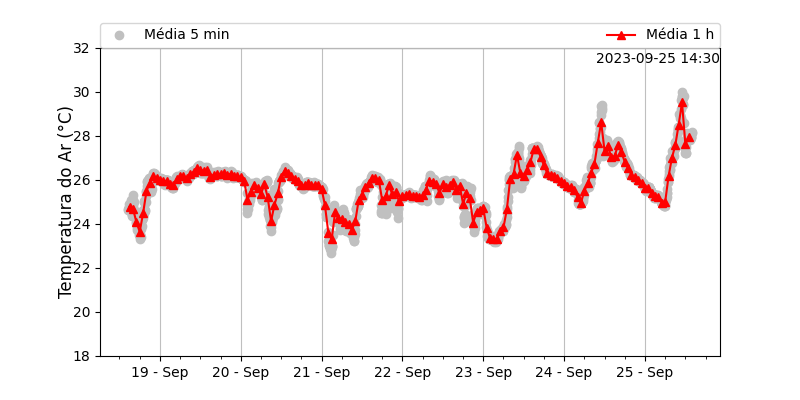 Média 5 min
Média 1 h
2023-09-25 14:30
Temperatura do Ar (°C)
32
30
28
26
24
22
20
18
19 - Sep
20 - Sep
21 - Sep
22 - Sep
23 - Sep
24 - Sep
25 - Sep